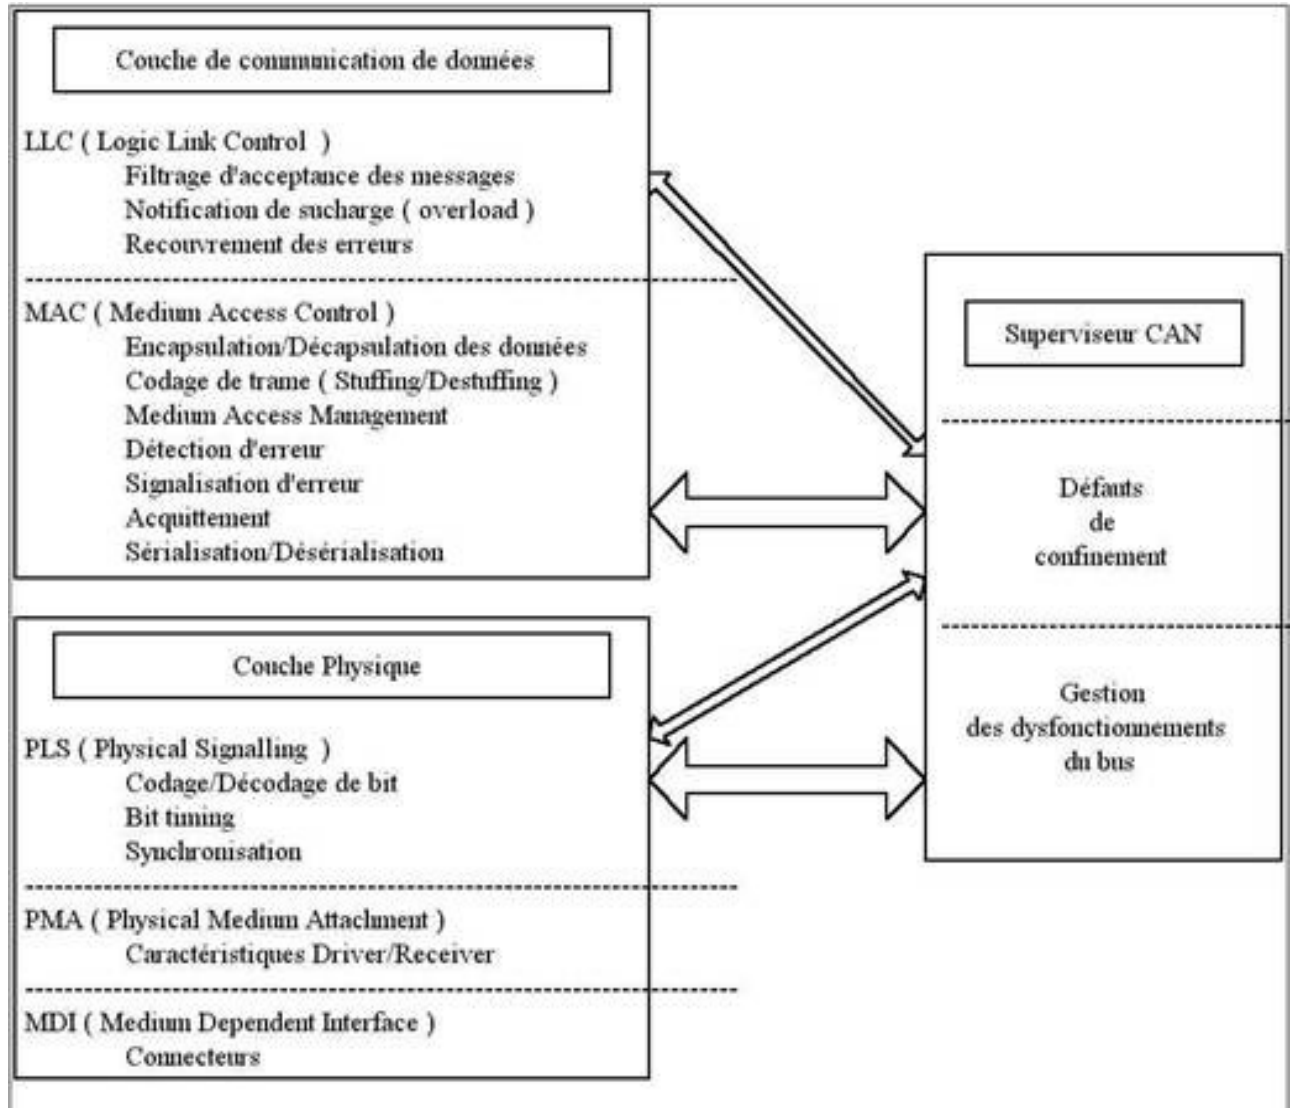 Couche de communication de données
LLC ( Logic Link Control )
Filtrage d'acceptance des messages
Notification de sucharge ( overload )
Recouvrement des erreurs
MAC ( Medium Access Control )
Encapsulation/Décapsulation des données
Codage de trame ( Stuffing/Destuffing )
Medium Access Management
Détection d'erreur
Signalisation d'erreur
Acquittement
Sérialisation/Désérialisation
Couche Physique
PLS ( Physical Signalling )
Codage/Décodage de bit
Bit timing
Synchronisation
PMA ( Physical Medium Attachment )
Caractéristiques Driver/Receiver
MDI ( Medium Dependent Interface )
Connecteurs
Superviseur CAN
Défauts
de
confinement
Gestion
des dysfonctionnements
du bus